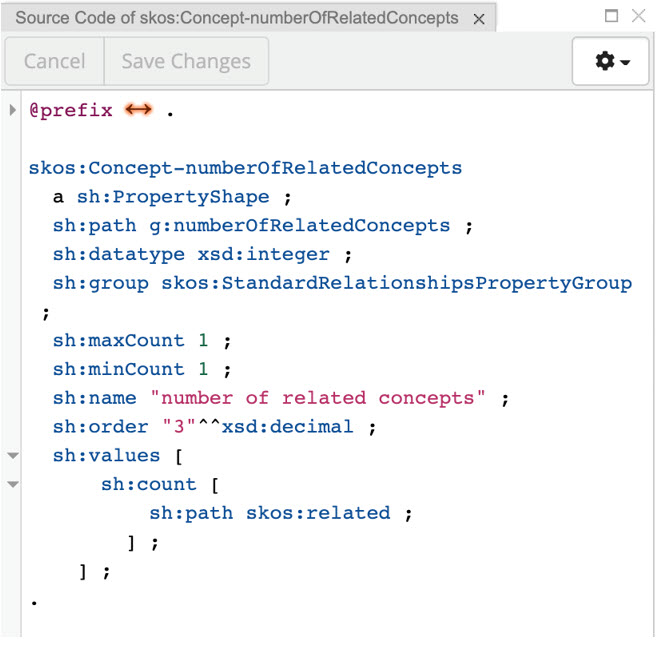 Source Code of skos:Concept-numberOfRelatedConcepts
Cancel Save Changes
@prefix ↔ .
skos:Concept-numberOfRelatedConcepts
a sh:PropertyShape ;
sh:path g:numberOfRelatedConcepts ;
sh:datatype xsd:integer ;
sh:group skos:StandardRelationshipsPropertyGroup
;
sh:maxCount 1 ;
sh:minCount 1 ;
sh:name "number of related concepts" ;
sh:order "3"^^xsd:decimal ;
sh:values [
sh:count [
sh:path skos:related ;
] ;
] ;
.